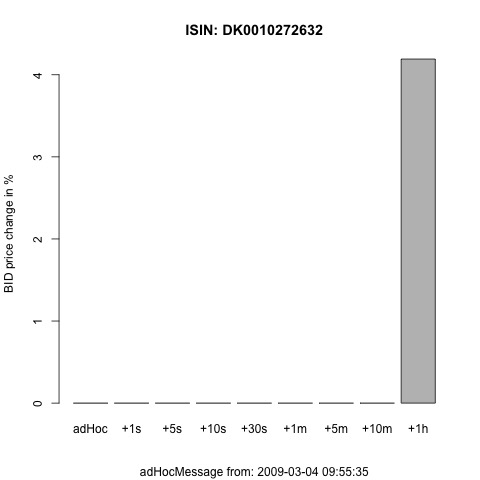 ISIN: DK0010272632
BID price change in %
4
3
2
1
0
adHoc +1s +5s +10s +30s +1m +5m +10m +1h
adHocMessage from: 2009-03-04 09:55:35